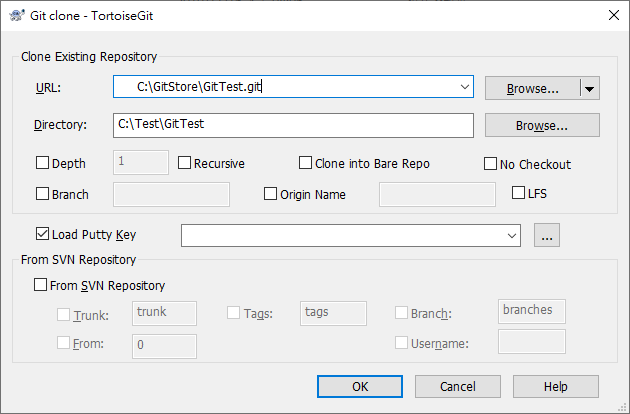 Git clone - TortoiseGit
Clone Existing Repository
URL: C:\GitStore\GitTest.git Browse...
Directory: C:\Test\GitTest Browse...
Depth 1 Recursive Clone into Bare Repo No Checkout
Branch Origin Name LFS
Load Putty Key ...
From SVN Repository
From SVN Repository
Trunk: trunk Tags: tags Branch: branches
From: 0 Username:
OK Cancel Help